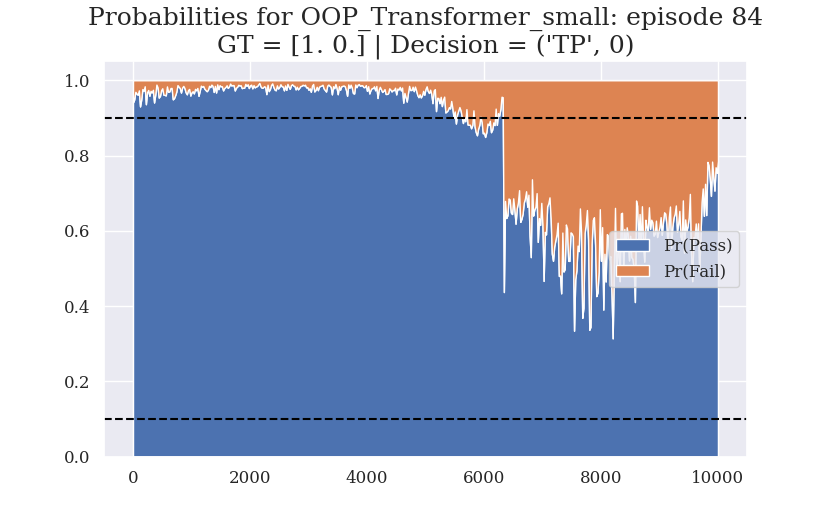 Probabilities for OOP_Transformer_small: episode 84
GT = [1. 0.] | Decision = ('TP', 0)
1.0
0.8
0.6
0.4
0.2
0.0
Pr(Pass)
Pr(Fail)
0 2000 4000 6000 8000 10000